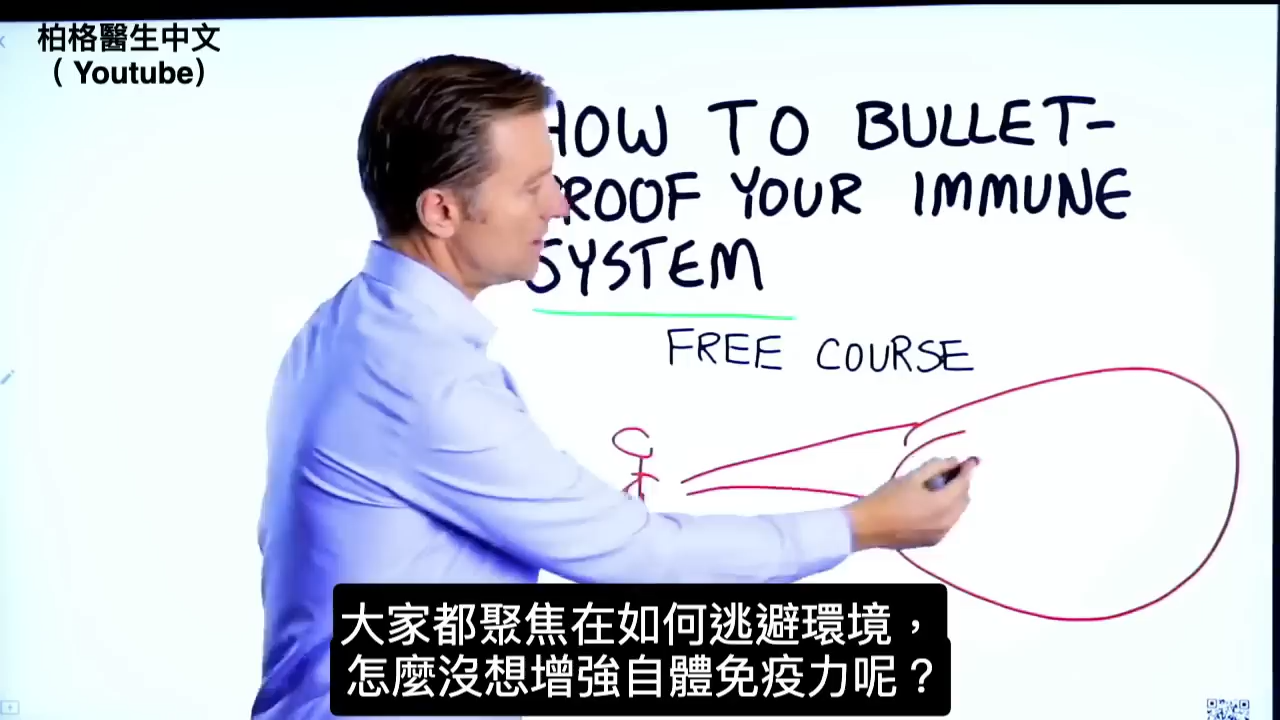 柏格醫生中文
（Youtube）
HOW TO BULLET-
PROOF YOUR IMMUNE
SYSTEM
FREE COURSE
大家都聚焦在如何逃避環境，
怎麼沒想增強自體免疫力呢？